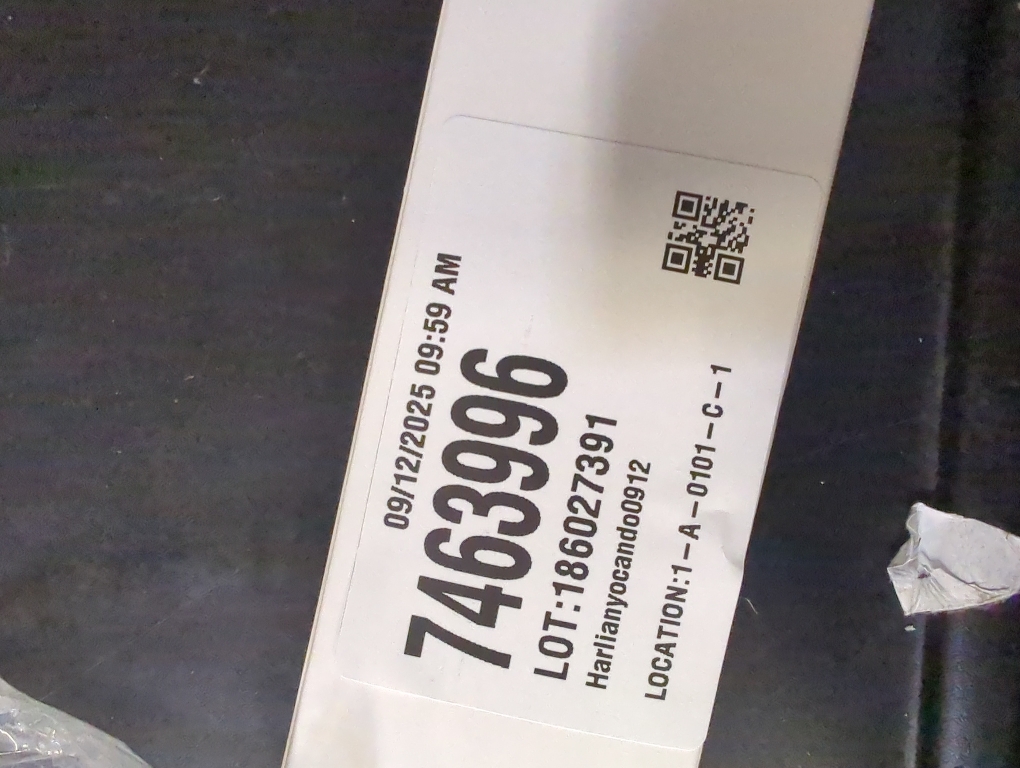 09/12/2025 09:59 AM
7463996
LOT:186027391
Harlianyocando0912
LOCATION:1-A-0101-C-1